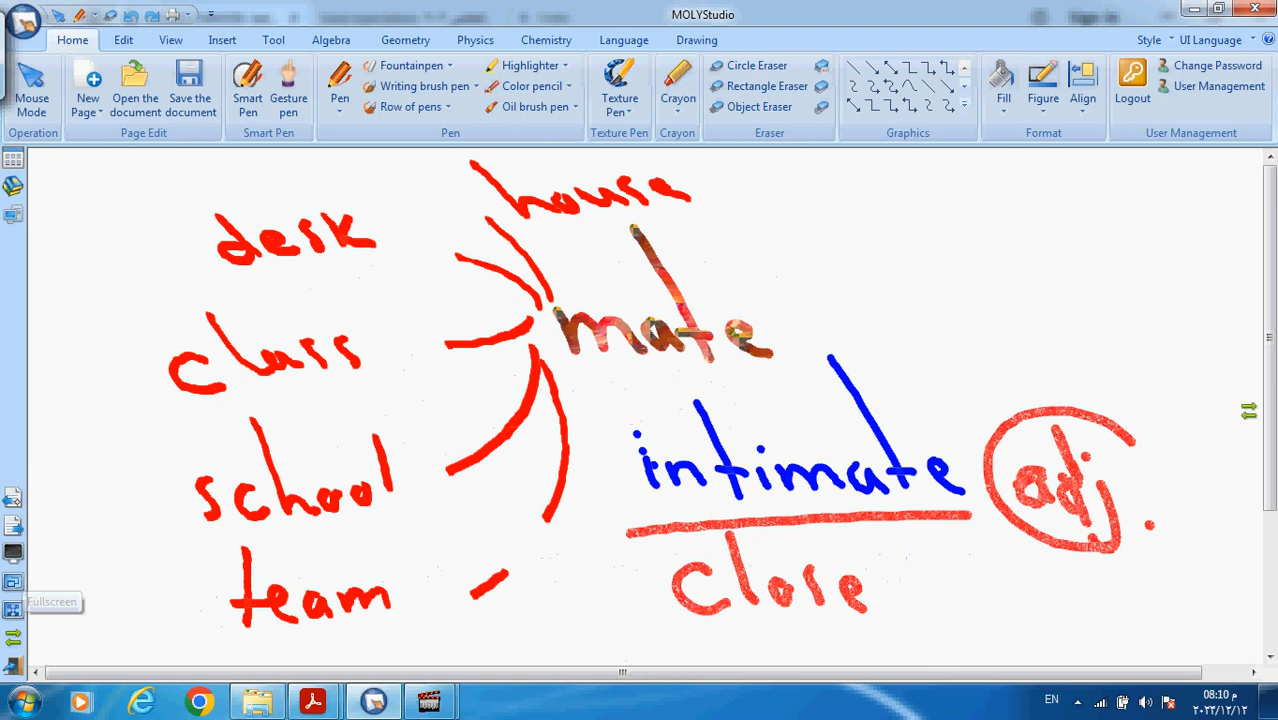 MOLYStudio
Home Edit View Insert Tool Algebra Geometry Physics Chemistry Language Drawing Style UI Language
Fountainpen Highlighter Circle Eraser Change Password
Writing brush pen Color pencil Rectangle Eraser User Management
Row of pens Oil brush pen Object Eraser
Mouse Mode New Page Open the document Save the document Smart Pen Gesture pen Pen Texture Pen Crayon Fill Figure Align Logout
Operation Page Edit Smart Pen Pen Texture Pen Crayon Eraser Graphics Format User Management
house
desk
mate
class
intimate adj.
school
close
team
Fullscreen
EN
08:10 م
٢٠٢٣/١٢/١٢